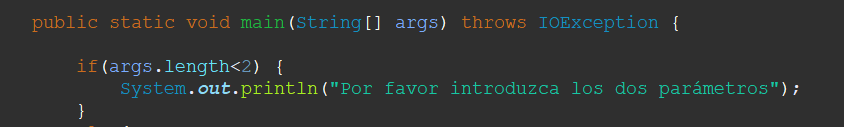 public static void main(String[] args) throws IOException {
if(args.length<2) {
System.out.println("Por favor introduzca los dos parámetros");
}